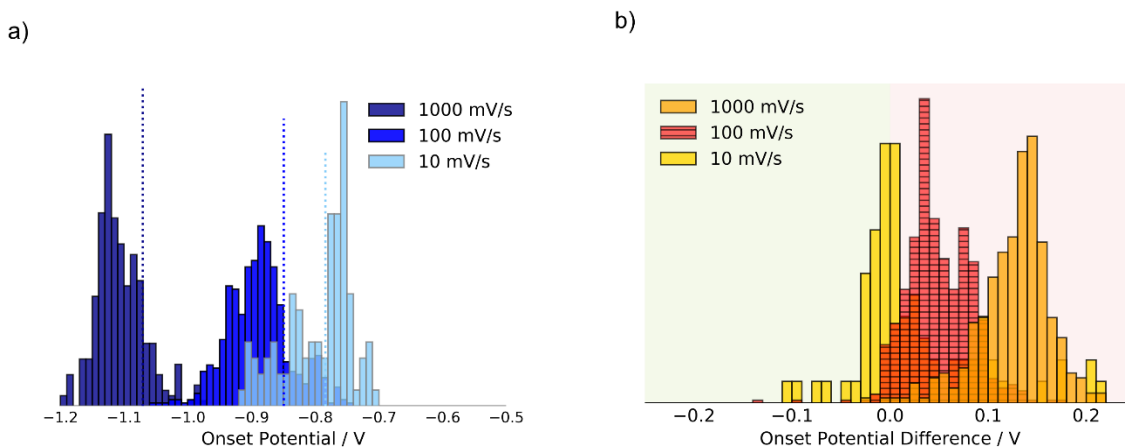 a)
1000 mV/s
100 mV/s
10 mV/s
−1.2 −1.1 −1.0 −0.9 −0.8 −0.7 −0.6 −0.5
Onset Potential / V
b)
1000 mV/s
100 mV/s
10 mV/s
−0.2 −0.1 0.0 0.1 0.2
Onset Potential Difference / V